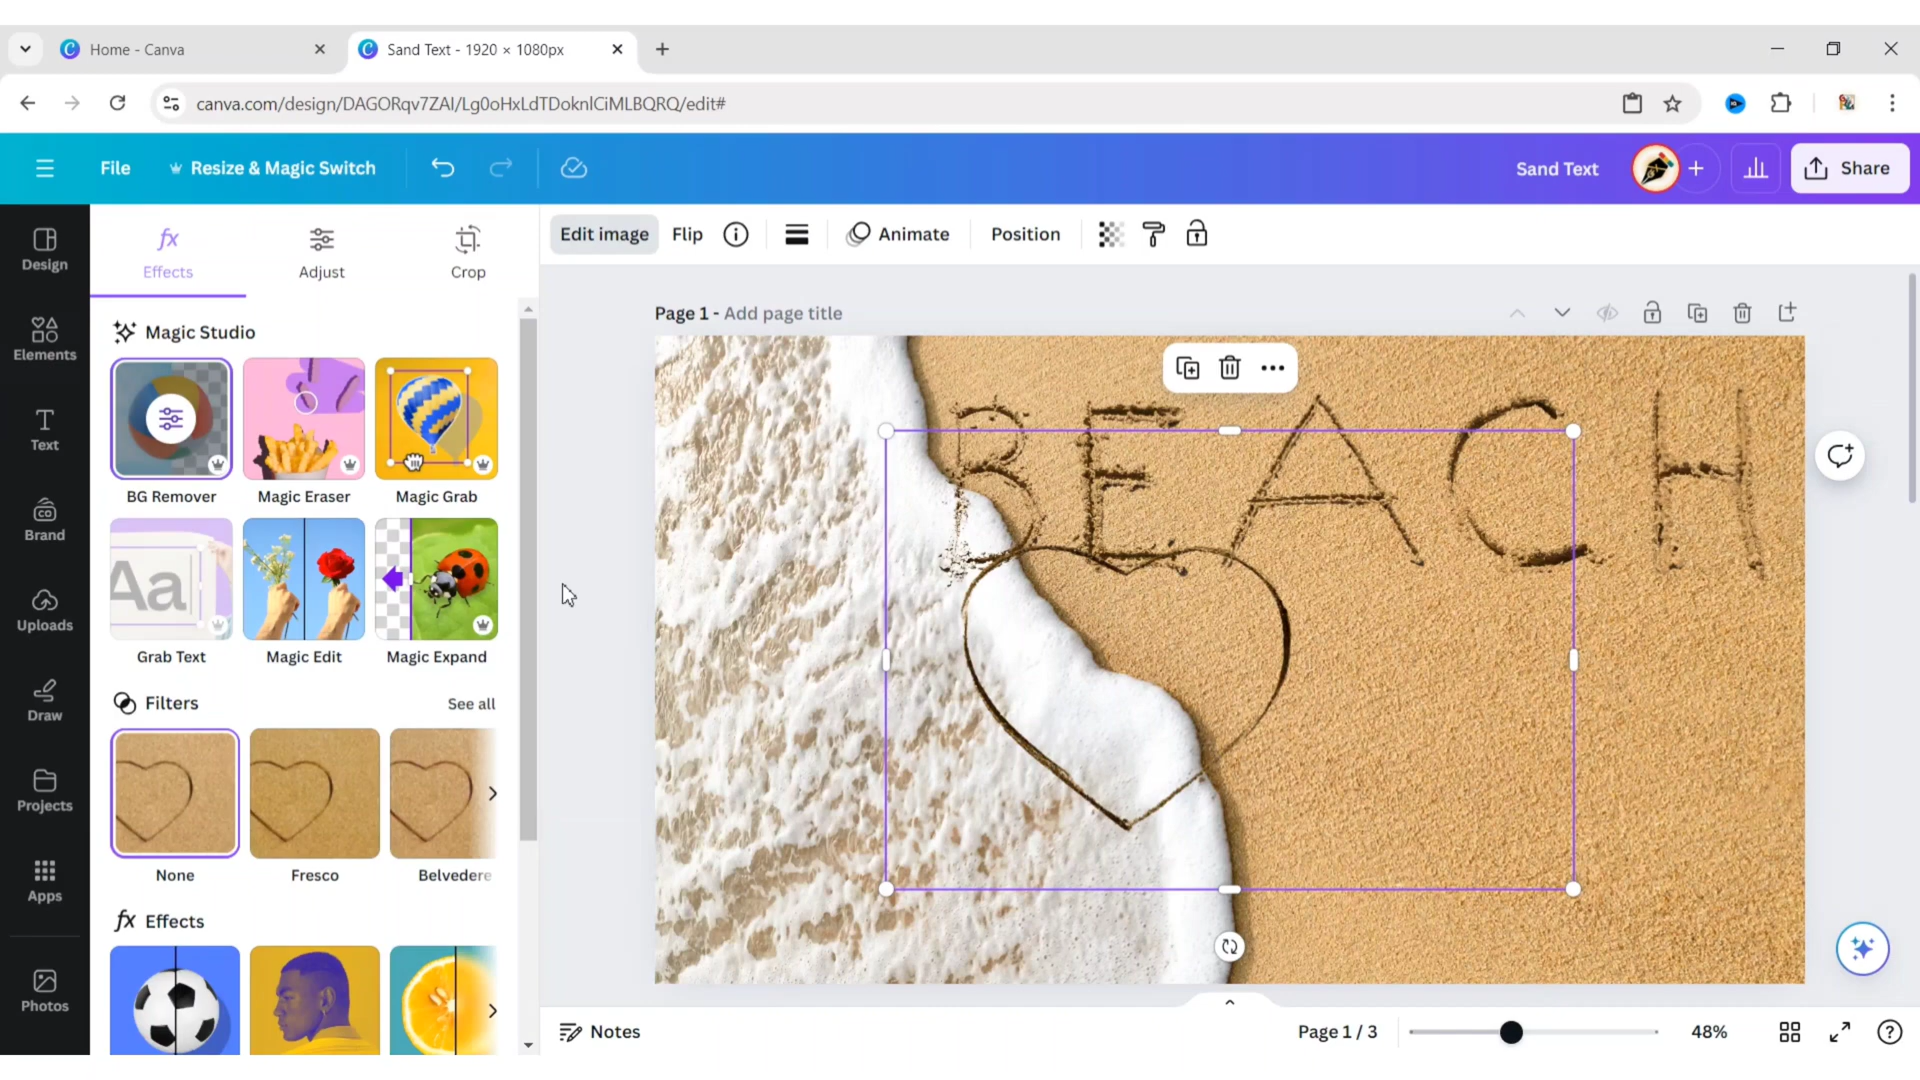 Home - Canva
Sand Text - 1920 × 1080px
canva.com/design/DAGORqv7ZAI/Lg0oHxLdTDoknlCiMLBQRQ/edit#
File
Resize & Magic Switch
Sand Text
Share
Design
Elements
Text
Brand
Uploads
Draw
Projects
Apps
Photos
fx
Effects
Adjust
Crop
Edit image
Flip
Animate
Position
Magic Studio
BG Remover
Magic Eraser
Magic Grab
Aa
Grab Text
Magic Edit
Magic Expand
Filters
See all
None
Fresco
Belvedere
fx Effects
Page 1 - Add page title
BEACH
Notes
Page 1 / 3
48%